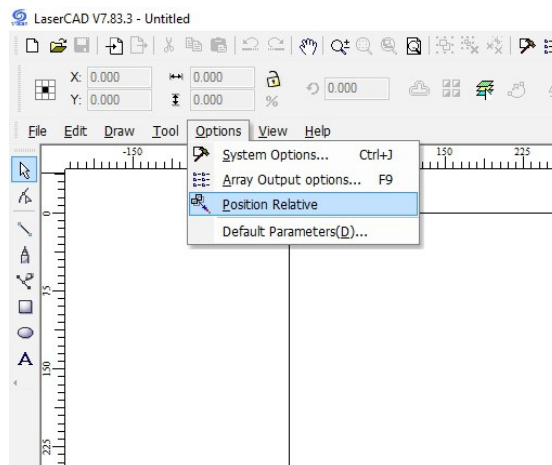 LaserCAD V7.83.3 - Untitled
X: 0.000 0.000 0.000
Y: 0.000 0.000 %
File Edit Draw Tool Options View Help
-150 150 225
System Options... Ctrl+J
Array Output options... F9
Position Relative
Default Parameters(D)...
0
75
150
225